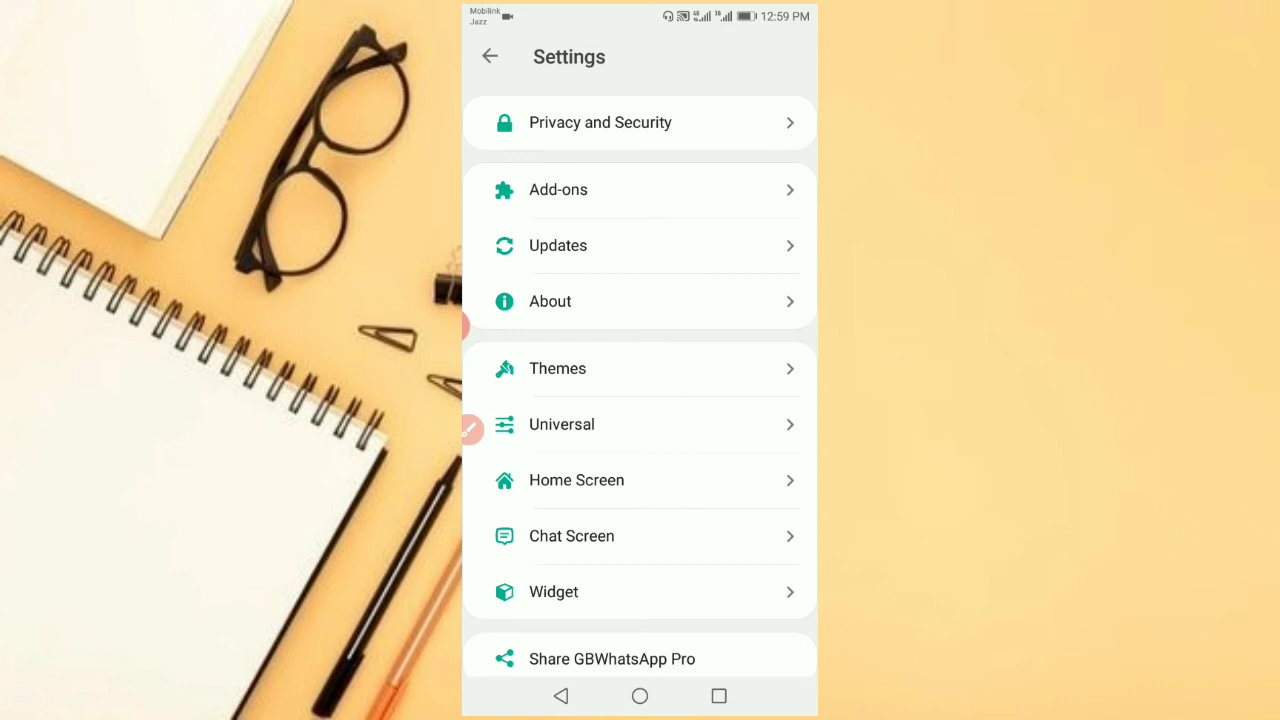 Mobilink
Jazz
12:59 PM
Settings
Privacy and Security
Add-ons
Updates
About
Themes
Universal
Home Screen
Chat Screen
Widget
Share GBWhatsApp Pro